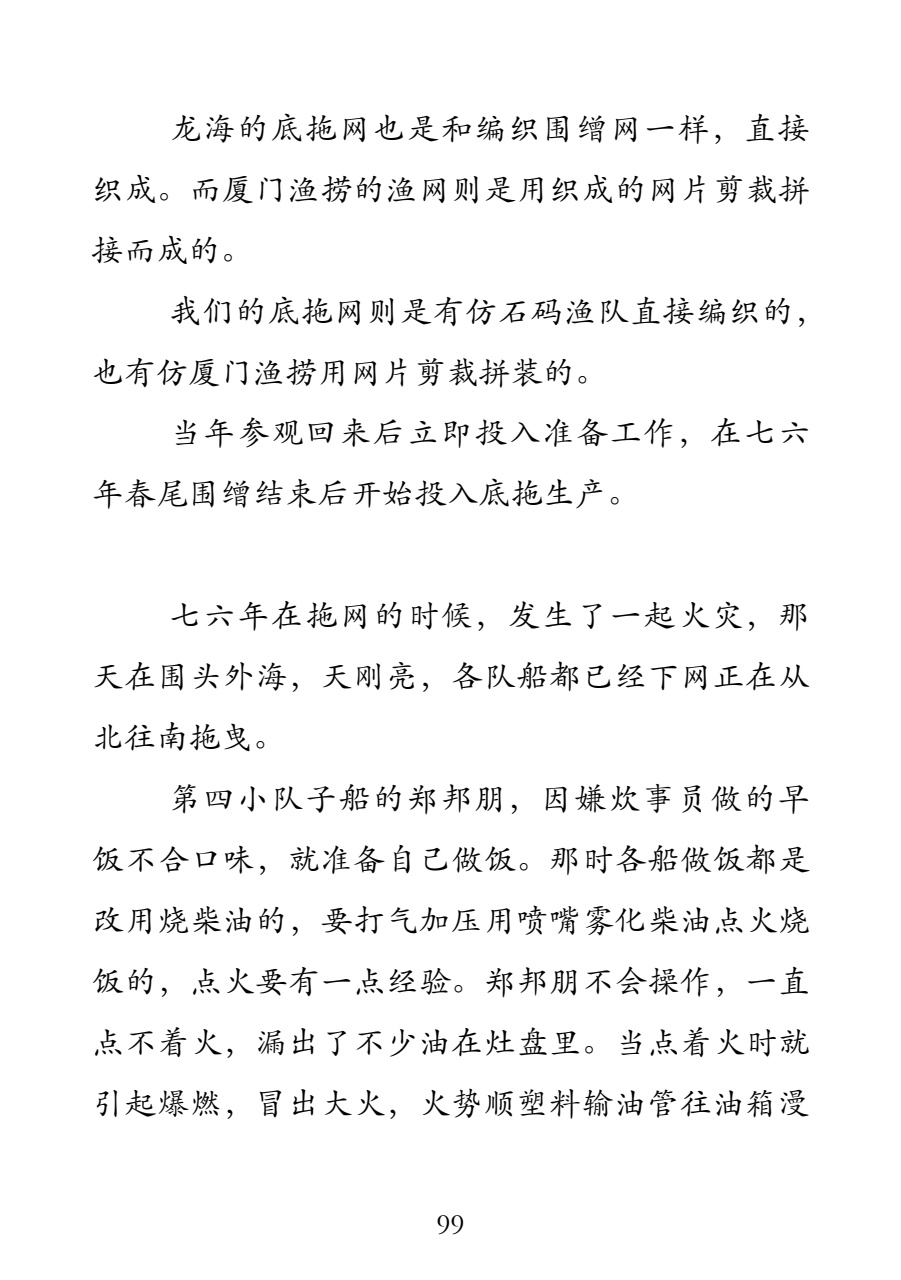 龙海的底拖网也是和编织围缯网一样，直接
织成。而厦门渔捞的渔网则是用织成的网片剪裁拼
接而成的。
我们的底拖网则是有仿石码渔队直接编织的，
也有仿厦门渔捞用网片剪裁拼装的。
当年参观回来后立即投入准备工作，在七六
年春尾围缯结束后开始投入底拖生产。
七六年在拖网的时候，发生了一起火灾，那
天在围头外海，天刚亮，各队船都已经下网正在从
北往南拖曳。
第四小队子船的郑邦朋，因嫌炊事员做的早
饭不合口味，就准备自己做饭。那时各船做饭都是
改用烧柴油的，要打气加压用喷嘴雾化柴油点火烧
饭的，点火要有一点经验。郑邦朋不会操作，一直
点不着火，漏出了不少油在灶盘里。当点着火时就
引起爆燃，冒出大火，火势顺塑料输油管往油箱漫
99